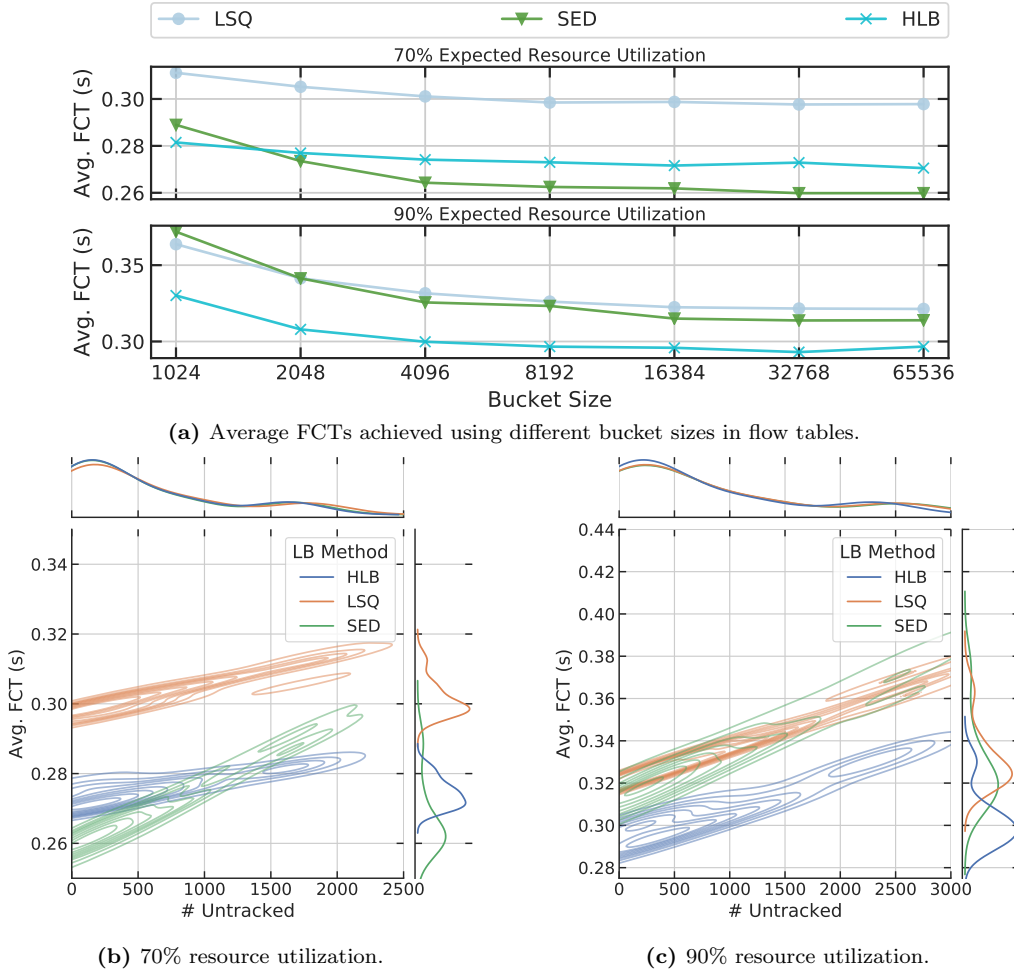 LSQ SED HLB
70% Expected Resource Utilization
Avg. FCT (s)
0.30
0.28
0.26
90% Expected Resource Utilization
Avg. FCT (s)
0.35
0.30
1024 2048 4096 8192 16384 32768 65536
Bucket Size
(a) Average FCTs achieved using different bucket sizes in flow tables.
LB Method
HLB
LSQ
SED
Avg. FCT (s)
0.34
0.32
0.30
0.28
0.26
0 500 1000 1500 2000 2500
# Untracked
(b) 70% resource utilization.
LB Method
HLB
LSQ
SED
Avg. FCT (s)
0.44
0.42
0.40
0.38
0.36
0.34
0.32
0.30
0.28
0 500 1000 1500 2000 2500 3000
# Untracked
(c) 90% resource utilization.